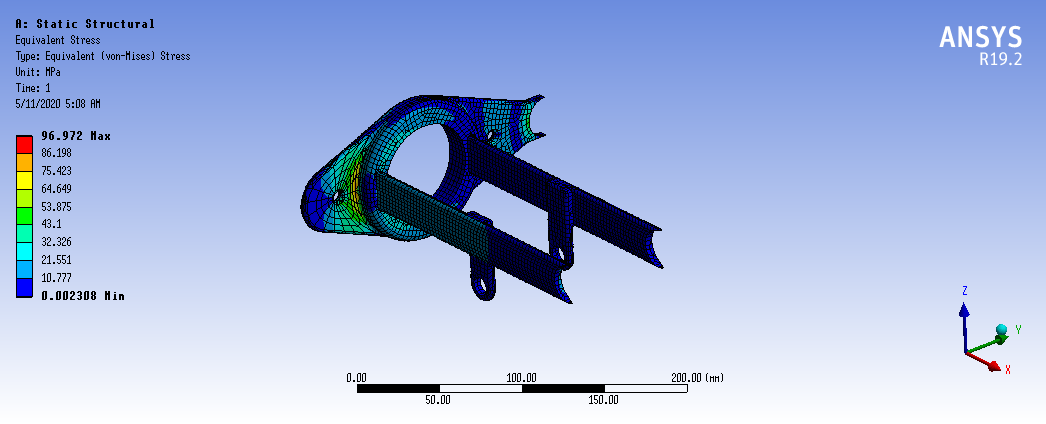 A: Static Structural
Equivalent Stress
Type: Equivalent (von-Mises) Stress
Unit: MPa
Time: 1
5/11/2020 5:08 AM
ANSYS
R19.2
96.972 Max
86.198
75.423
64.649
53.875
43.1
32.326
21.551
10.777
0.002308 Min
Z
Y
X
0.00 100.00 200.00 (mm)
50.00 150.00